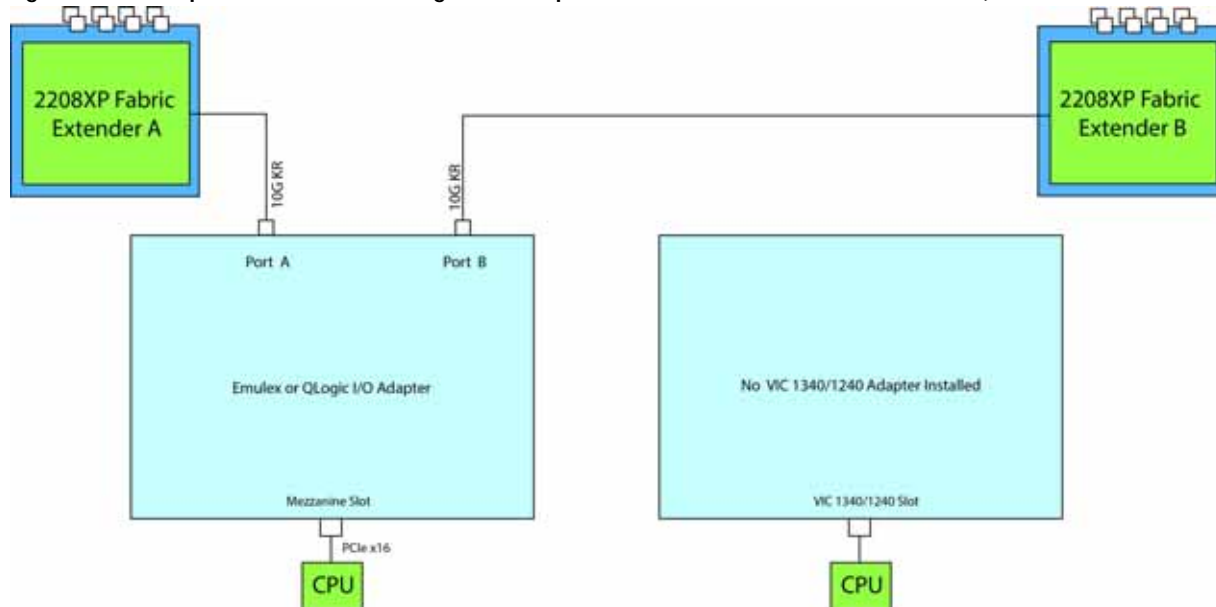 2208XP Fabric
Extender A
2208XP Fabric
Extender B
10G KR
10G KR
Port A
Port B
Emulex or QLogic I/O Adapter
No VIC 1340/1240 Adapter Installed
Mezzanine Slot
VIC 1340/1240 Slot
PCIe x16
CPU
CPU